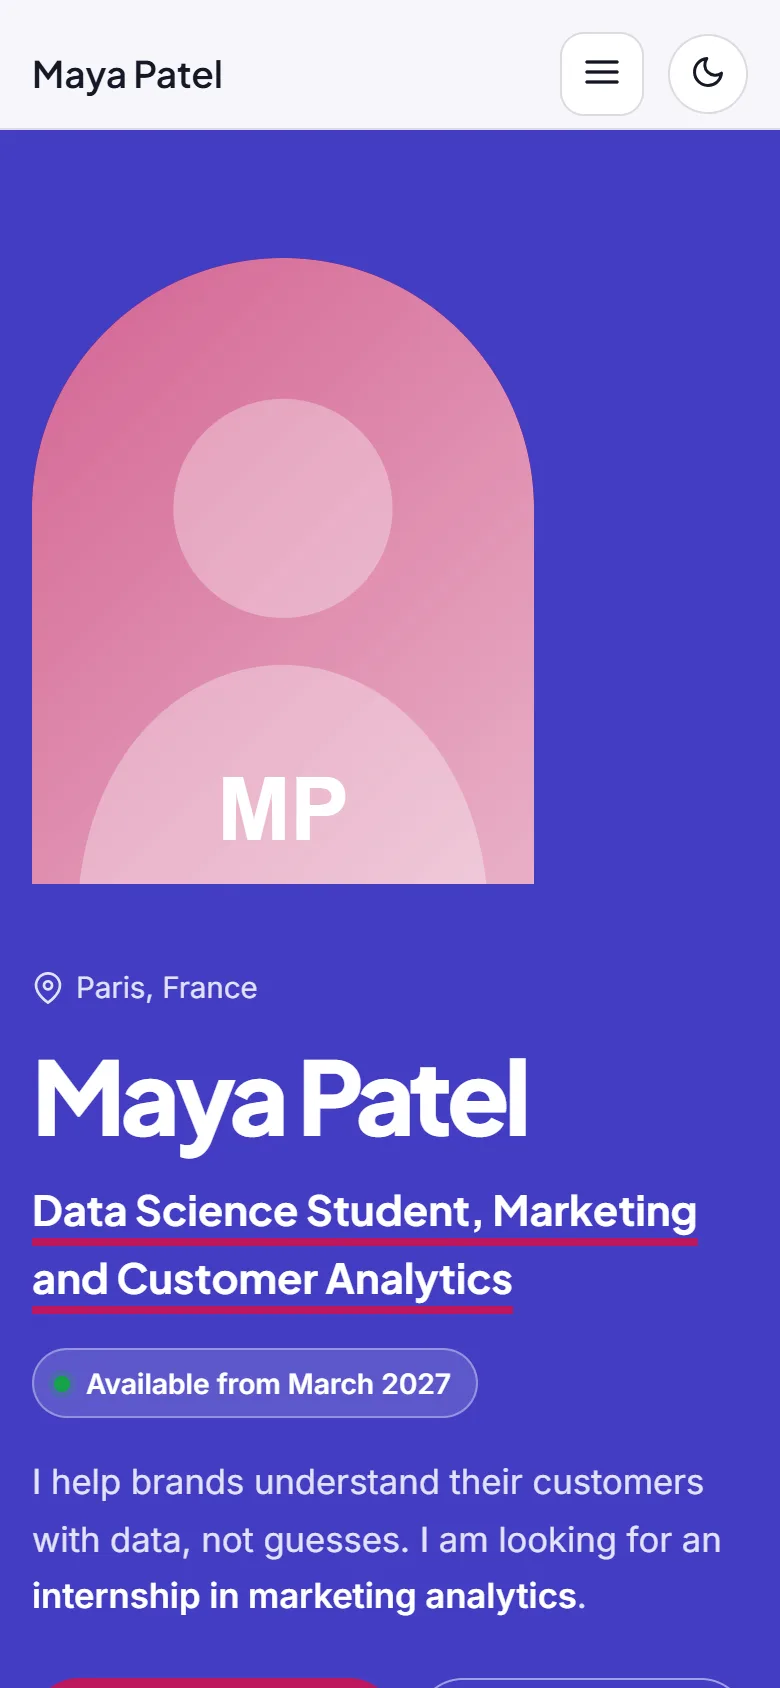 Maya Patel
MP
Paris, France
Maya Patel
Data Science Student, Marketing
and Customer Analytics
Available from March 2027
I help brands understand their customers
with data, not guesses. I am looking for an
internship in marketing analytics.